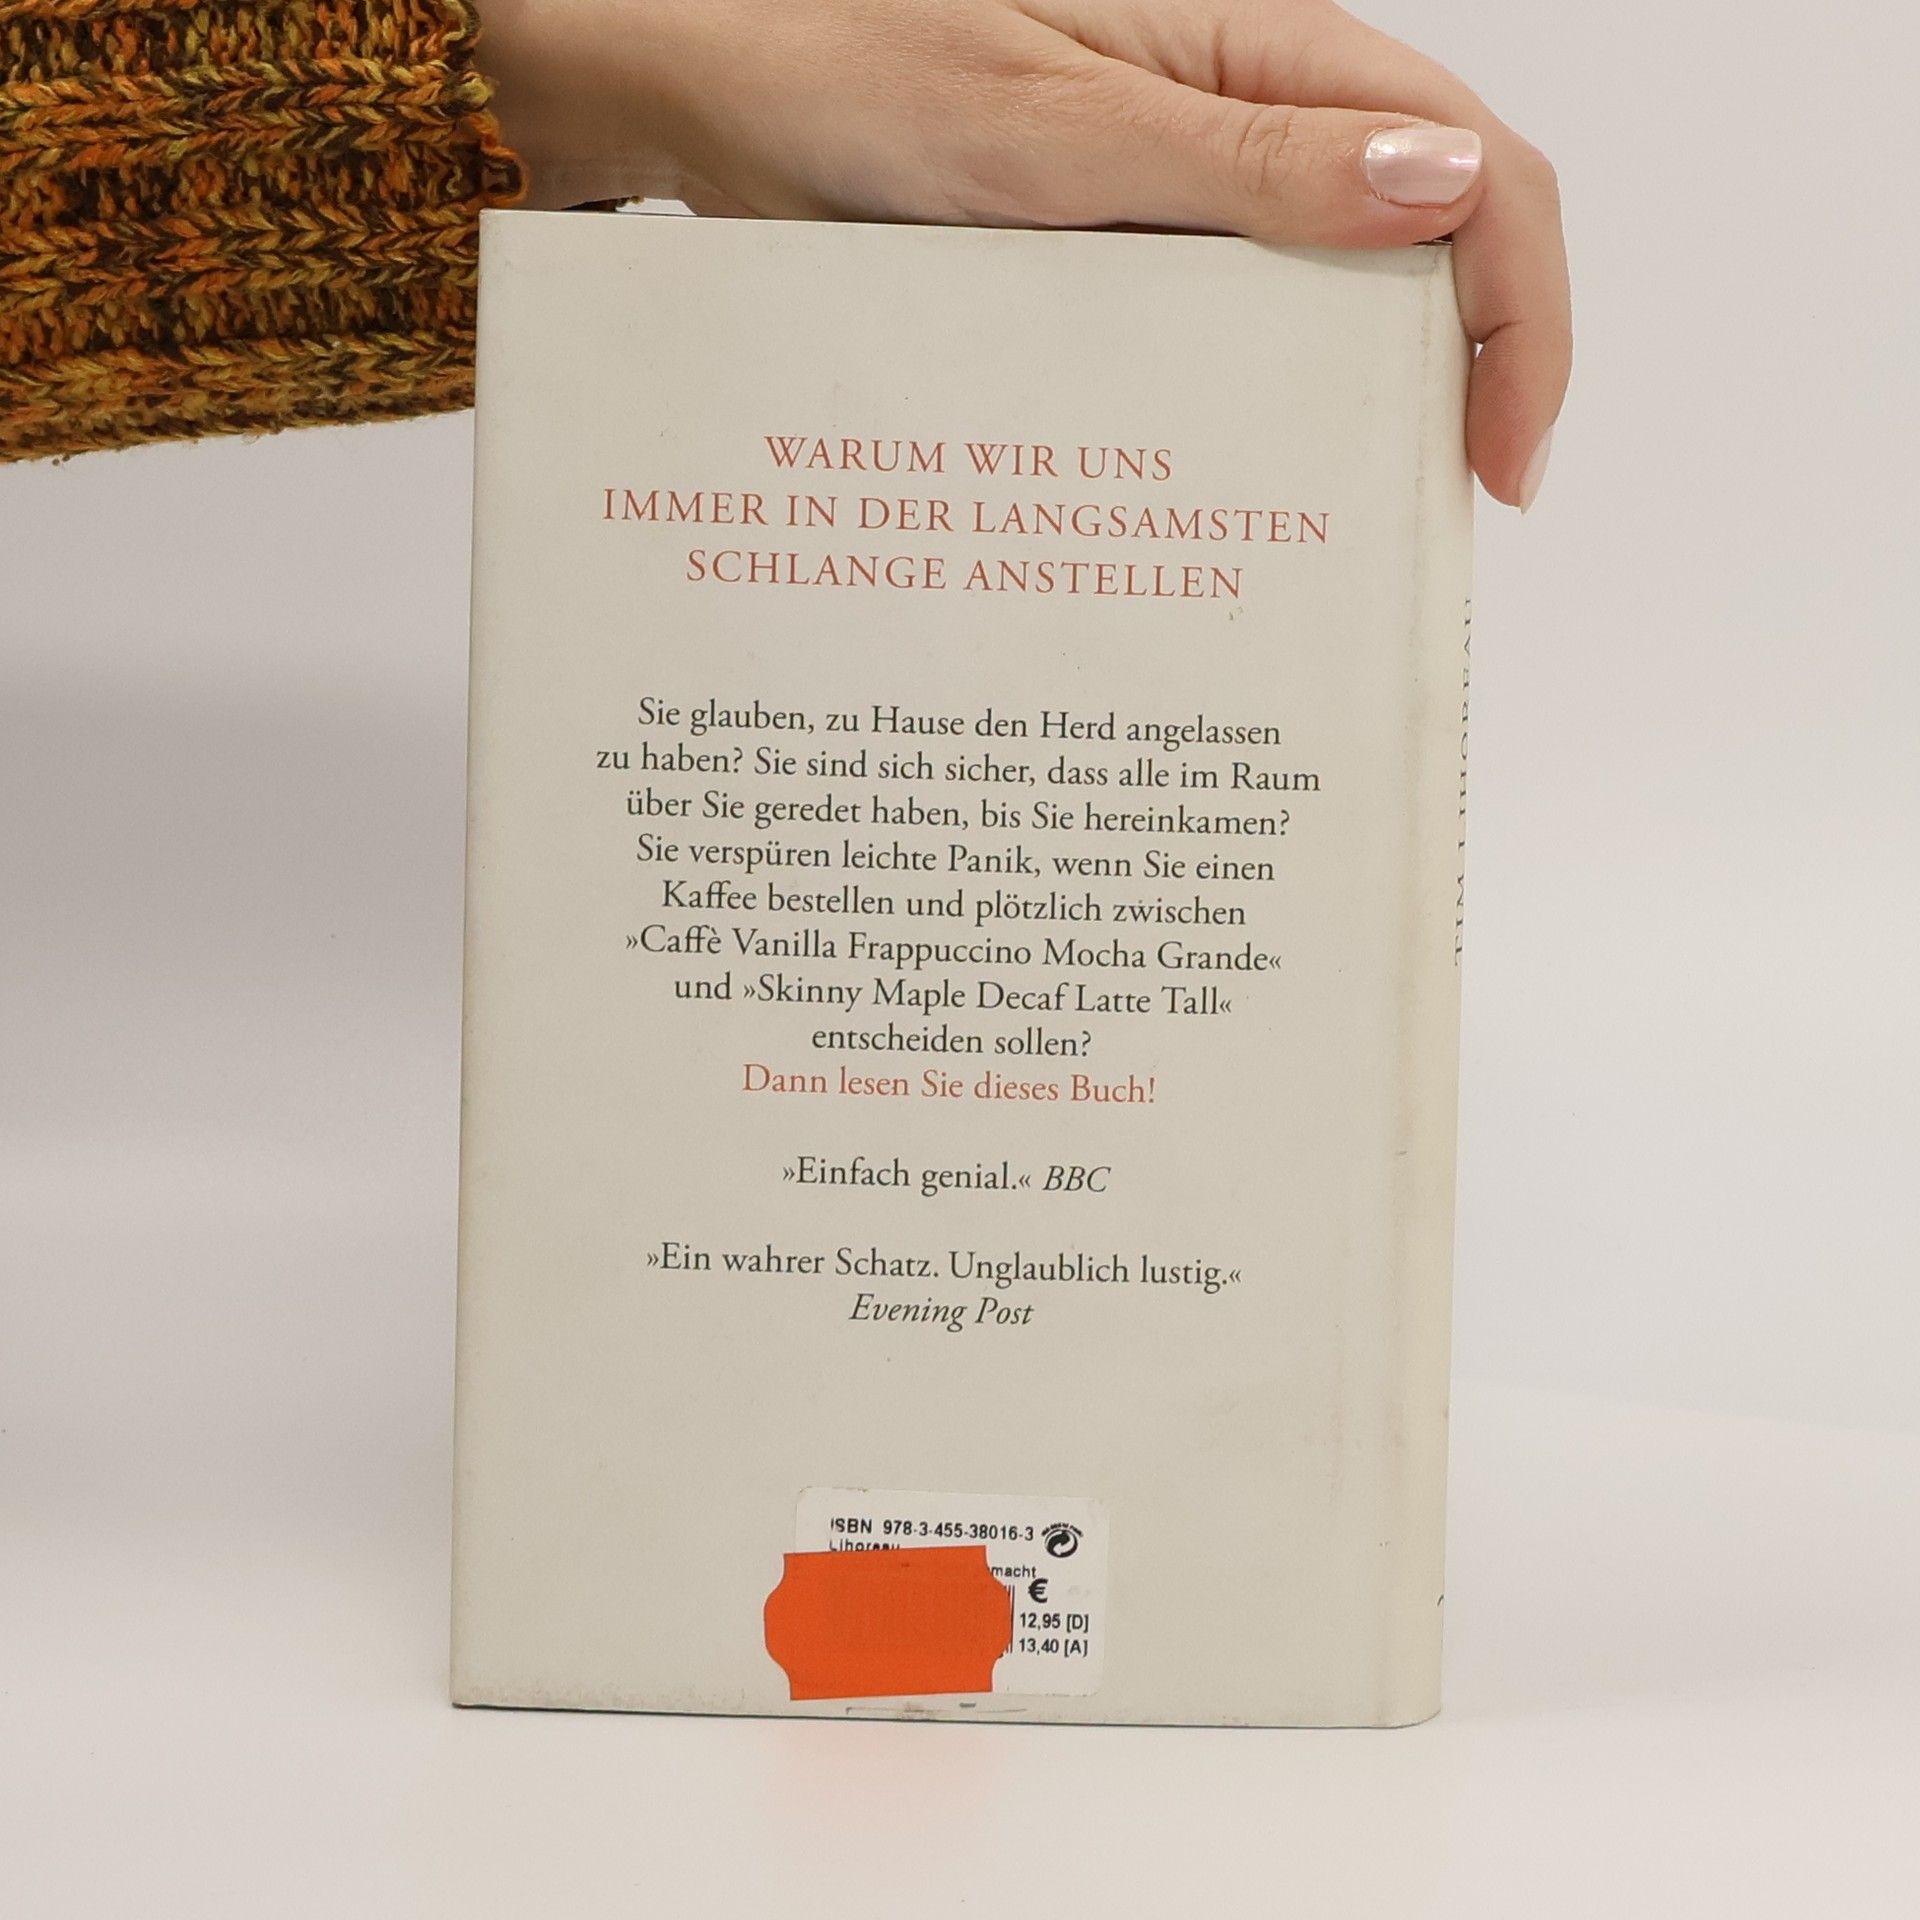 WARUM WIR UNS
IMMER IN DER LANGSAMSTEN
SCHLANGE ANSTELLEN
Sie glauben, zu Hause den Herd angelassen
zu haben? Sie sind sich sicher, dass alle im Raum
über Sie geredet haben, bis Sie hereinkamen?
Sie verspüren leichte Panik, wenn Sie einen
Kaffee bestellen und plötzlich zwischen
»Caffè Vanilla Frappuccino Mocha Grande«
und »Skinny Maple Decaf Latte Tall«
entscheiden sollen?
Dann lesen Sie dieses Buch!
»Einfach genial.« BBC
»Ein wahrer Schatz. Unglaublich lustig.«
Evening Post
ISBN 978-3-455-38016-3
Lihoreau
macht
€
12,95 [D]
13,40 [A]
TIM LIHOREAU